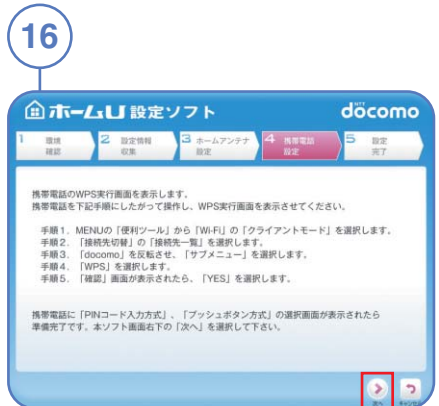 16
ホームU 設定ソフト
NTT
docomo
1 環境確認
2 設定情報収集
3 ホームアンテナ設定
4 携帯電話設定
5 設定完了
携帯電話のWPS実行画面を表示します。
携帯電話を下記手順にしたがって操作し、WPS実行画面を表示させてください。
手順1. MENUの「便利ツール」から「Wi-Fi」の「クライアントモード」を選択します。
手順2. 「接続先切替」の「接続先一覧」を選択します。
手順3. 「docomo」を反転させ、「サブメニュー」を選択します。
手順4. 「WPS」を選択します。
手順5. 「確認」画面が表示されたら、「YES」を選択します。
携帯電話に「PINコード入力方式」、「プッシュボタン方式」の選択画面が表示されたら
準備完了です。本ソフト画面右下の「次へ」を選択して下さい。
次へ
キャンセル